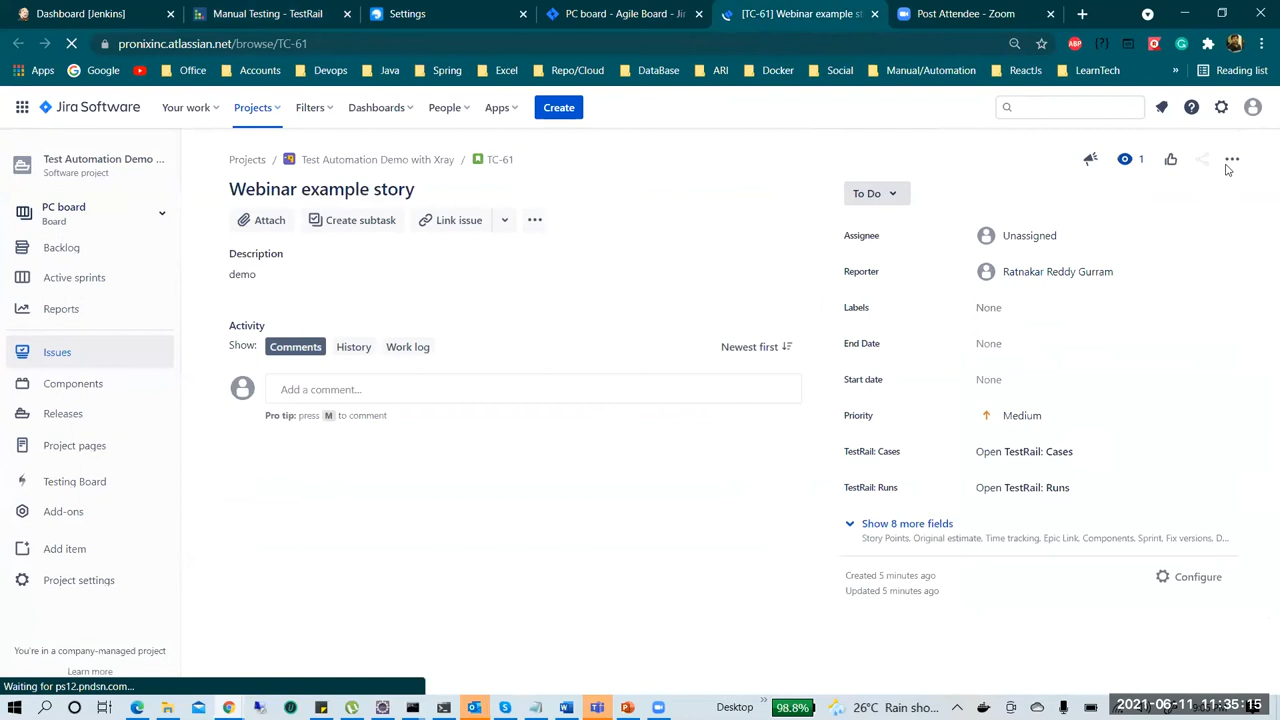 Dashboard [Jenkins]
Manual Testing - TestRail
Settings
PC board - Agile Board - Jira
[TC-61] Webinar example st
Post Attendee - Zoom
pronixinc.atlassian.net/browse/TC-61
Apps Google Office Accounts Devops Java Spring Excel Repo/Cloud DataBase ARI Docker Social Manual/Automation ReactJs LearnTech » Reading list
Jira Software Your work Projects Filters Dashboards People Apps Create
Test Automation Demo ...
Software project
PC board
Board
Backlog
Active sprints
Reports
Issues
Components
Releases
Project pages
Testing Board
Add-ons
Add item
Project settings
You're in a company-managed project
Learn more
Projects / Test Automation Demo with Xray / TC-61
1
Webinar example story
Attach Create subtask Link issue
Description
demo
Activity
Show: Comments History Work log Newest first
Add a comment...
Pro tip: press M to comment
To Do
Assignee Unassigned
Reporter Ratnakar Reddy Gurram
Labels None
End Date None
Start date None
Priority Medium
TestRail: Cases Open TestRail: Cases
TestRail: Runs Open TestRail: Runs
Show 8 more fields
Story Points, Original estimate, Time tracking, Epic Link, Components, Sprint, Fix versions, D...
Created 5 minutes ago
Updated 5 minutes ago
Configure
Waiting for ps12.pndsn.com...
Desktop » 98.8% 26°C Rain sho...
2021-06-11 11:35:15